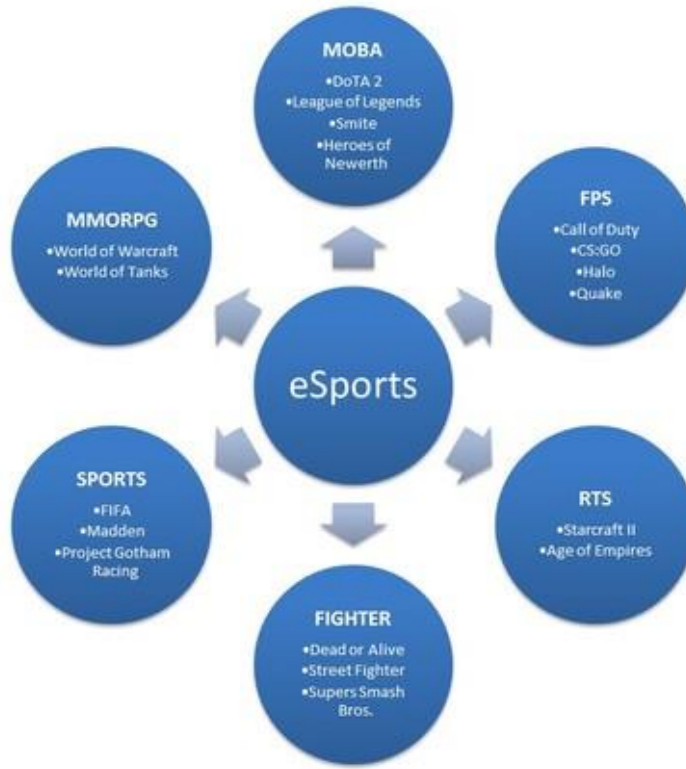 MOBA
•DoTA 2
•League of Legends
•Smite
•Heroes of
Newerth
FPS
•Call of Duty
•CS:GO
•Halo
•Quake
RTS
•Starcraft II
•Age of Empires
FIGHTER
•Dead or Alive
•Street Fighter
•Supers Smash
Bros.
SPORTS
•FIFA
•Madden
•Project Gotham
Racing
MMORPG
•World of Warcraft
•World of Tanks
eSports